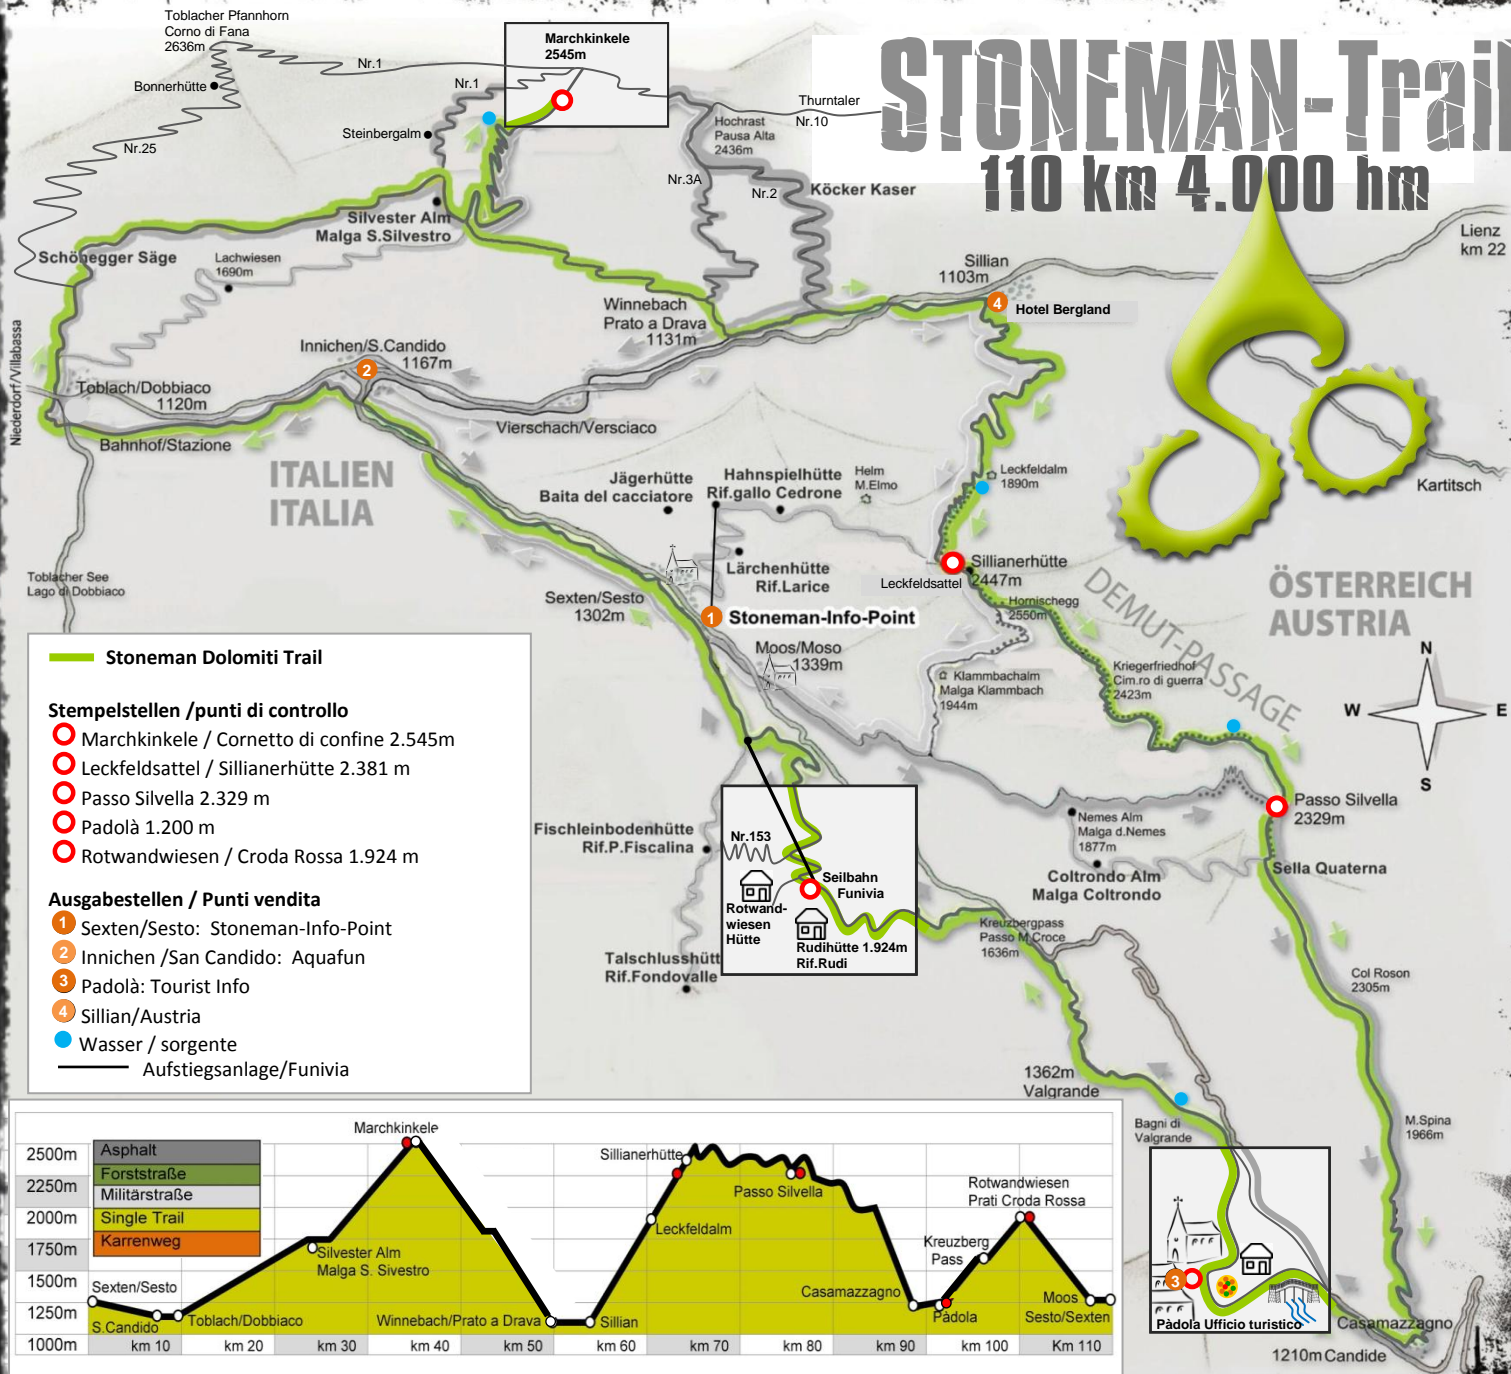 STONEMAN-Trail
110 km 4.000 hm
Toblacher Pfannhorn
Corno di Fana
2636m
Bonnerhütte
Nr.1
Nr.1
Nr.25
Steinbergalm
Marchkinkele
2545m
Thurntaler
Nr.10
Hochrast
Pausa Alta
2436m
Nr.3A
Nr.2
Köcker Kaser
Silvester Alm
Malga S.Silvestro
Schönegger Säge
Lachwiesen
1690m
Lienz
km 22
Sillian
1103m
4
Hotel Bergland
Winnebach
Prato a Drava
1131m
Innichen/S.Candido
1167m
2
Niederdorf/Villabassa
Toblach/Dobbiaco
1120m
Bahnhof/Stazione
Vierschach/Versciaco
ITALIEN
ITALIA
Jägerhütte
Baita del cacciatore
Hahnspielhütte
Rif.gallo Cedrone
Helm
M.Elmo
Leckfeldalm
1890m
Kartitsch
Lärchenhütte
Rif.Larice
Sillianerhütte
2447m
Leckfeldsattel
Hornischegg
2550m
DEMUT-PASSAGE
ÖSTERREICH
AUSTRIA
Toblacher See
Lago di Dobbiaco
Sexten/Sesto
1302m
1
Stoneman-Info-Point
Moos/Moso
1339m
Klammbachalm
Malga Klammbach
1944m
Kriegerfriedhof
Cim.ro di guerra
2423m
N
W
E
S
Stoneman Dolomiti Trail
Stempelstellen /punti di controllo
Marchkinkele / Cornetto di confine 2.545m
Leckfeldsattel / Sillianerhütte 2.381 m
Passo Silvella 2.329 m
Padolà 1.200 m
Rotwandwiesen / Croda Rossa 1.924 m
Ausgabestellen / Punti vendita
1 Sexten/Sesto: Stoneman-Info-Point
2 Innichen /San Candido: Aquafun
3 Padolà: Tourist Info
4 Sillian/Austria
Wasser / sorgente
Aufstiegsanlage/Funivia
Passo Silvella
2329m
Nemes Alm
Malga d.Nemes
1877m
Coltrondo Alm
Malga Coltrondo
Sella Quaterna
Fischleinbodenhütte
Rif.P.Fiscalina
Nr.153
Seilbahn
Funivia
Rotwand-
wiesen
Hütte
Rudihütte 1.924m
Rif.Rudi
Kreuzbergpass
Passo M.Croce
1636m
Talschlusshütt
Rif.Fondovalle
Col Roson
2305m
1362m
Valgrande
Bagni di
Valgrande
M.Spina
1966m
3
Pàdola Ufficio turistico
Casamazzagno
1210m Candide
2500m
2250m
2000m
1750m
1500m
1250m
1000m
Asphalt
Forststraße
Militärstraße
Single Trail
Karrenweg
Sexten/Sesto
S.Candido
Toblach/Dobbiaco
Silvester Alm
Malga S. Sivestro
Marchkinkele
Winnebach/Prato a Drava
Sillian
Leckfeldalm
Sillianerhütte
Passo Silvella
Casamazzagno
Pàdola
Kreuzberg
Pass
Rotwandwiesen
Prati Croda Rossa
Moos
Sesto/Sexten
km 10
km 20
km 30
km 40
km 50
km 60
km 70
km 80
km 90
km 100
Km 110